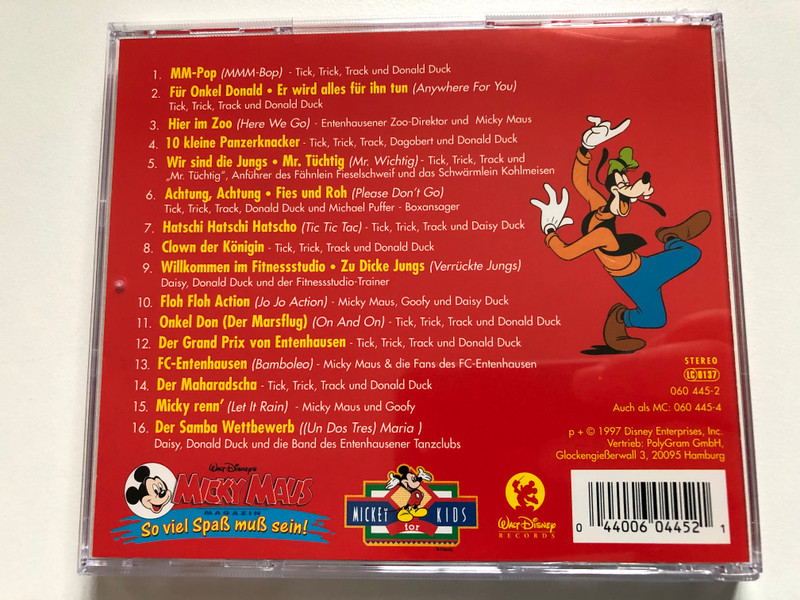 1. MM-Pop (MMM-Bop) - Tick, Trick, Track und Donald Duck
2. Für Onkel Donald • Er wird alles für ihn tun (Anywhere For You)
Tick, Trick, Track und Donald Duck
3. Hier im Zoo (Here We Go) - Entenhausener Zoo-Direktor und Micky Maus
4. 10 kleine Panzerknacker - Tick, Trick, Track, Dagobert und Donald Duck
5. Wir sind die Jungs • Mr. Tüchtig (Mr. Wichtig) - Tick, Trick, Track und
„Mr. Tüchtig", Anführer des Fähnlein Fieselschweif und das Schwärmlein Kohlmeisen
6. Achtung, Achtung • Fies und Roh (Please Don't Go)
Tick, Trick, Track, Donald Duck und Michael Puffer - Boxansager
7. Hatschi Hatschi Hatscho (Tic Tic Tac) - Tick, Trick, Track und Daisy Duck
8. Clown der Königin - Tick, Trick, Track und Donald Duck
9. Willkommen im Fitnessstudio • Zu Dicke Jungs (Verrückte Jungs)
Daisy, Donald Duck und der Fitnessstudio-Trainer
10. Floh Floh Action (Jo Jo Action) - Micky Maus, Goofy und Daisy Duck
11. Onkel Don (Der Marsflug) (On And On) - Tick, Trick, Track und Donald Duck
12. Der Grand Prix von Entenhausen - Tick, Trick, Track und Donald Duck
13. FC-Entenhausen (Bamboleo) - Micky Maus & die Fans des FC-Entenhausen
14. Der Maharadscha - Tick, Trick, Track und Donald Duck
15. Micky renn' (Let It Rain) - Micky Maus und Goofy
16. Der Samba Wettbewerb ((Un Dos Tres) Maria )
Daisy, Donald Duck und die Band des Entenhausener Tanzclubs
STEREO
LC 0137
060 445-2
Auch als MC: 060 445-4
p + © 1997 Disney Enterprises, Inc.
Vertrieb: PolyGram GmbH,
Glockengießerwall 3, 20095 Hamburg
Walt Disney's
MICKY MAUS
MAGAZIN
So viel Spaß muß sein!
MICKEY for KIDS
© Disney
WALT DISNEY
RECORDS
0 44006 04452 1